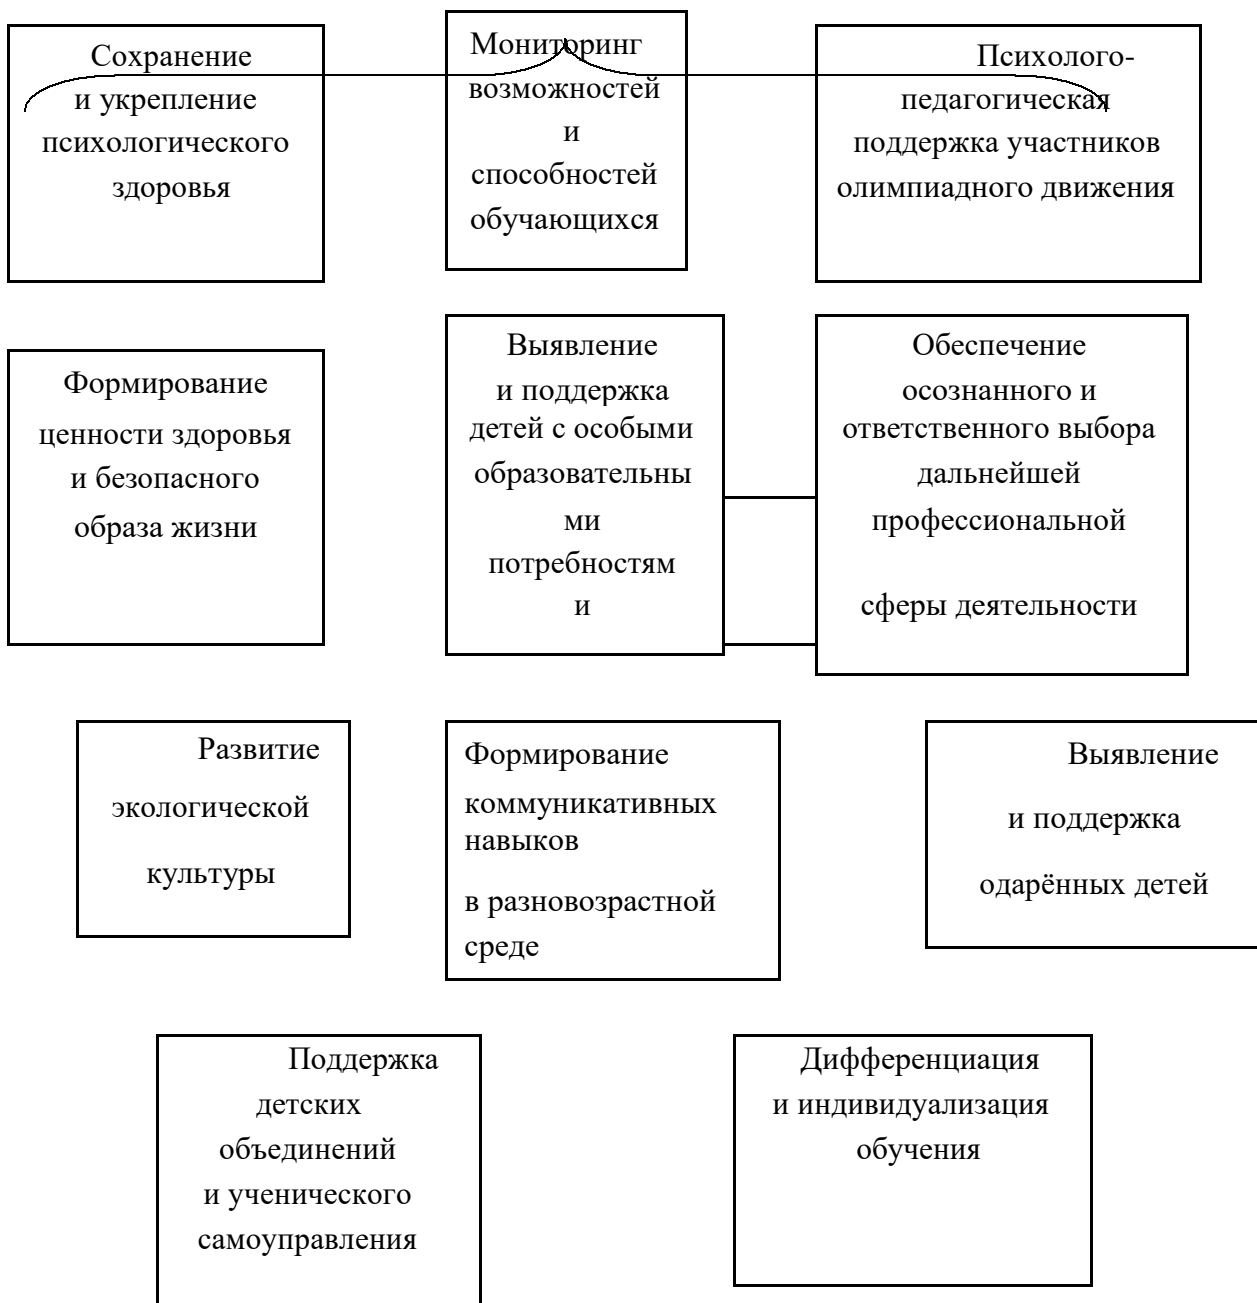 Сохранение
и укрепление
психологического
здоровья
Мониторинг
возможностей
и
способностей
обучающихся
Психолого-
педагогическая
поддержка участников
олимпиадного движения
Формирование
ценности здоровья
и безопасного
образа жизни
Выявление
и поддержка
детей с особыми
образовательны
ми
потребностям
и
Обеспечение
осознанного и
ответственного выбора
дальнейшей
профессиональной
сферы деятельности
Развитие
экологической
культуры
Формирование
коммуникативных
навыков
в разновозрастной
среде
Выявление
и поддержка
одарённых детей
Поддержка
детских
объединений
и ученического
самоуправления
Дифференциация
и индивидуализация
обучения